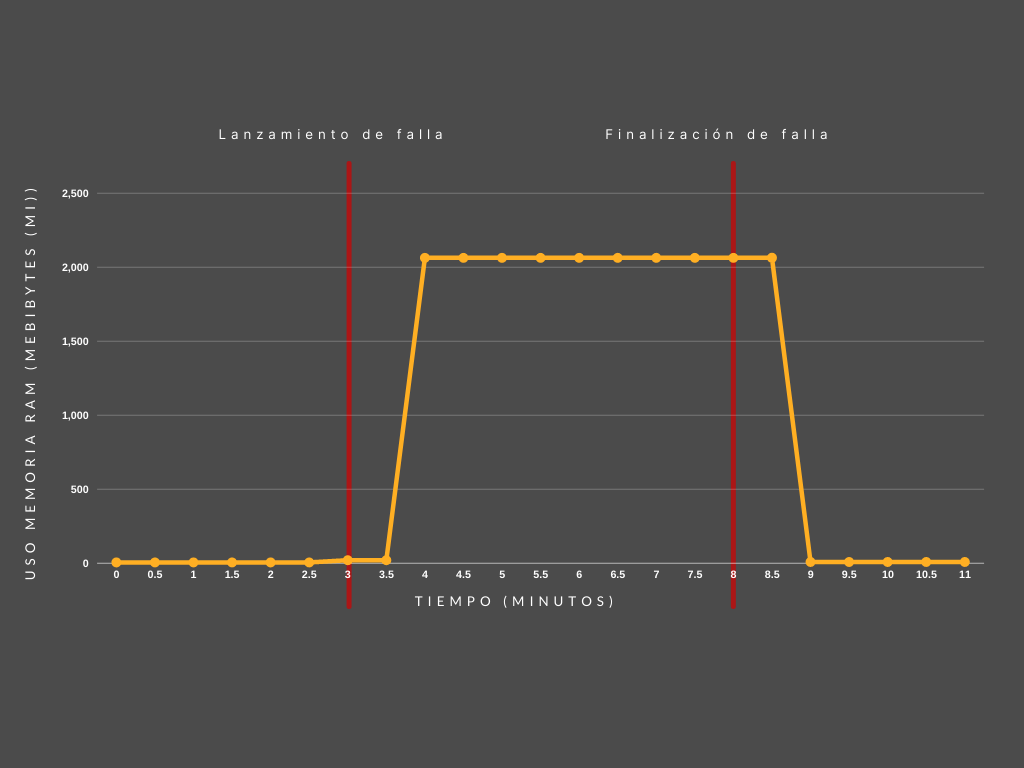 Lanzamiento de falla
Finalización de falla
USO MEMORIA RAM (MEBIBYTES (MI))
2,500
2,000
1,500
1,000
500
0
0 0.5 1 1.5 2 2.5 3 3.5 4 4.5 5 5.5 6 6.5 7 7.5 8 8.5 9 9.5 10 10.5 11
TIEMPO (MINUTOS)